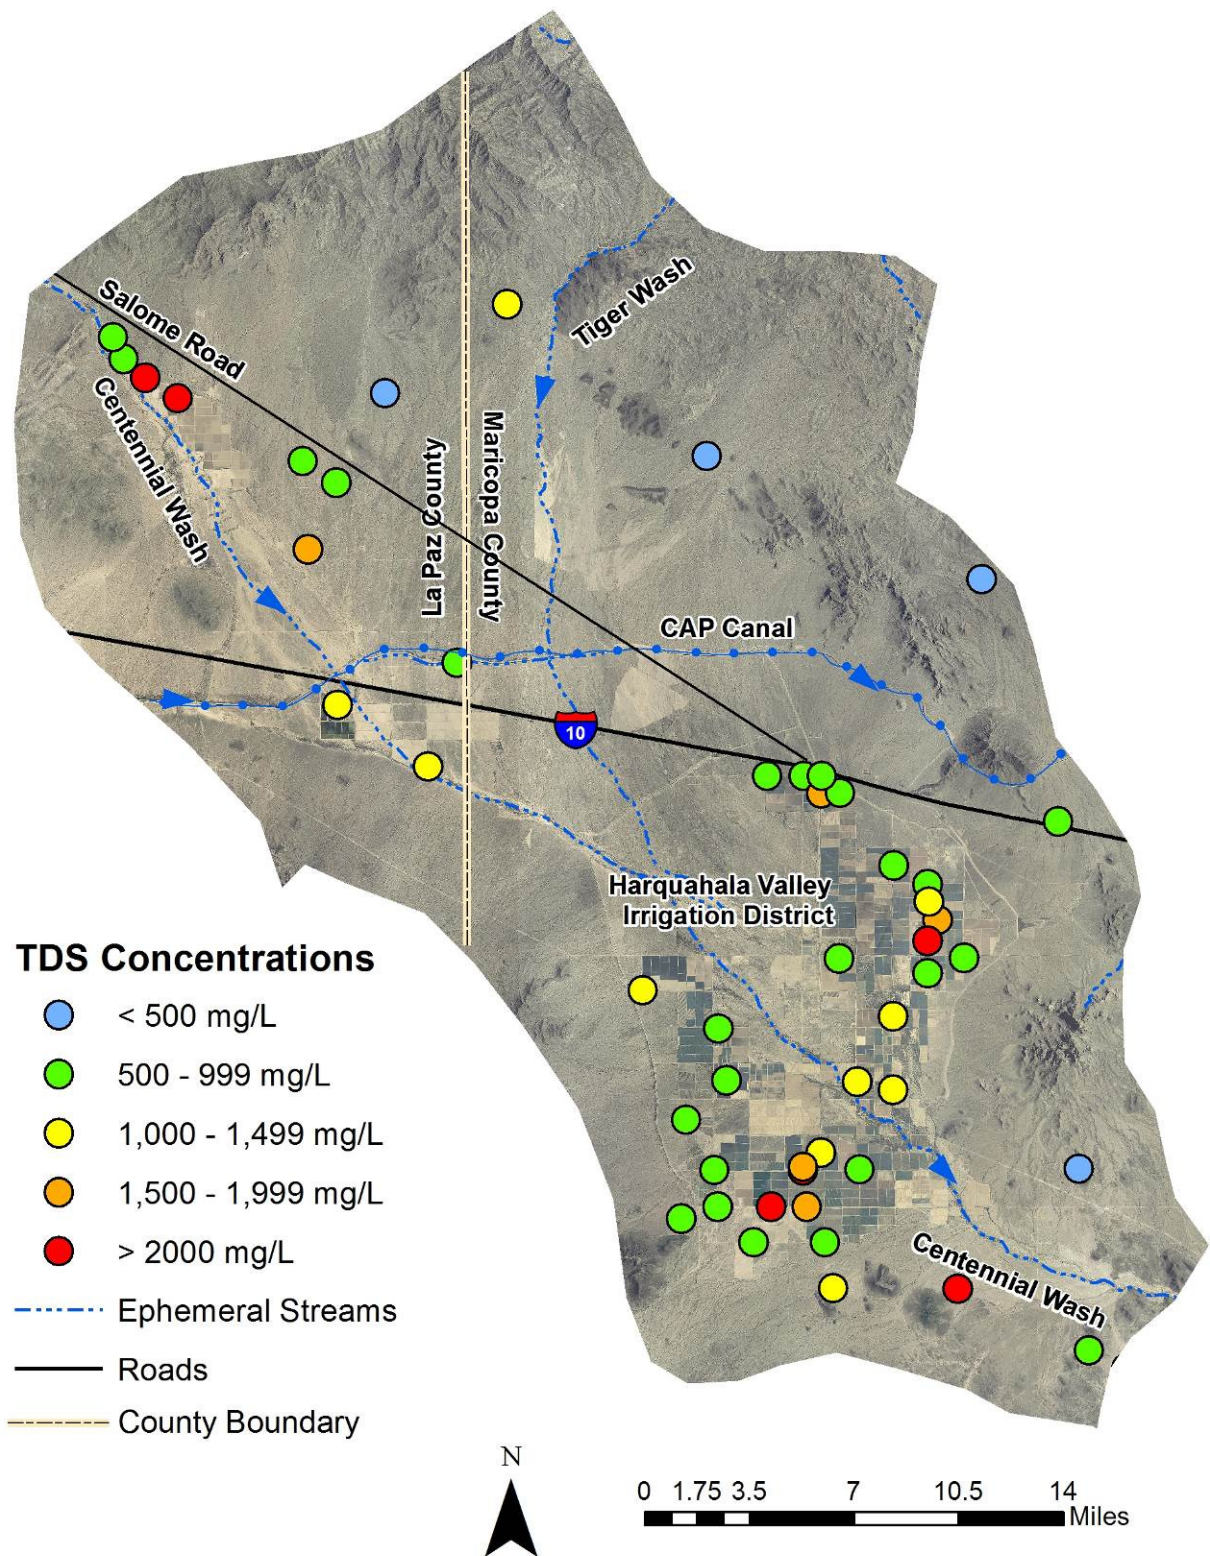 Salome Road
Tiger Wash
Centennial Wash
La Paz County
Maricopa County
CAP Canal
10
Harquahala Valley
Irrigation District
TDS Concentrations
< 500 mg/L
500 - 999 mg/L
1,000 - 1,499 mg/L
1,500 - 1,999 mg/L
> 2000 mg/L
Ephemeral Streams
Roads
County Boundary
Centennial Wash
N
0 1.75 3.5 7 10.5 14
Miles